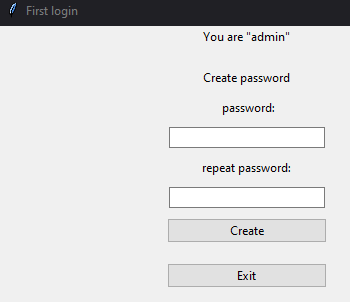 First login
You are "admin"
Create password
password:
repeat password:
Create
Exit